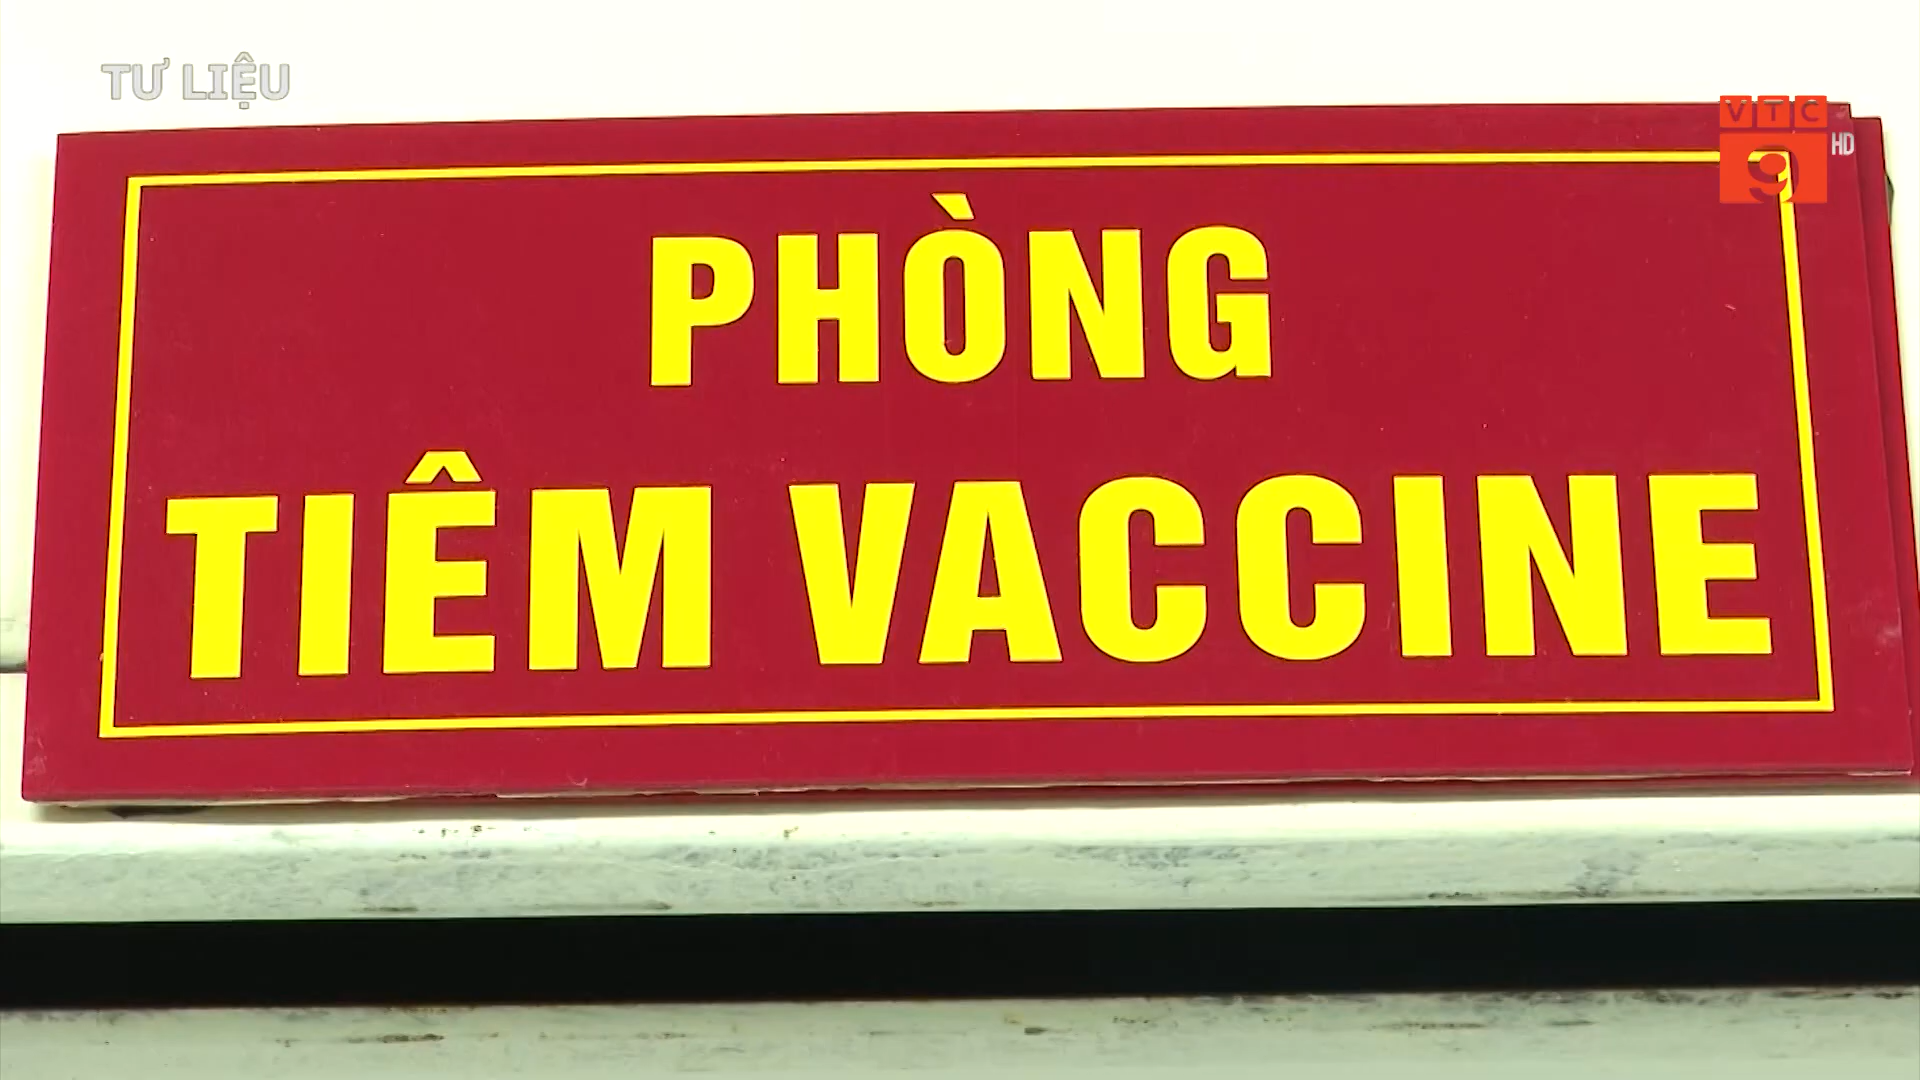 TƯ LIỆU
VTC
9
HD
PHÒNG
TIÊM VACCINE